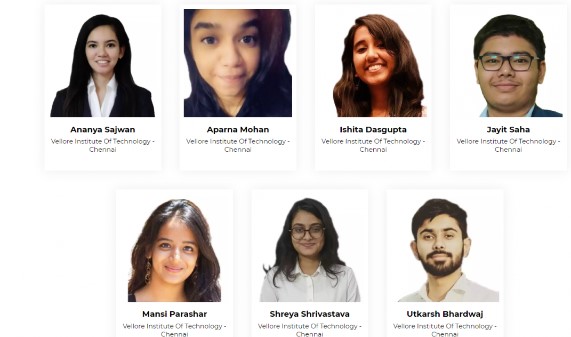 Ananya Sajwan
Vellore Institute Of Technology -
Chennai
Aparna Mohan
Vellore Institute Of Technology -
Chennai
Ishita Dasgupta
Vellore Institute Of Technology -
Chennai
Jayit Saha
Vellore Institute Of Technology -
Chennai
Mansi Parashar
Vellore Institute Of Technology -
Chennai
Shreya Shrivastava
Vellore Institute Of Technology -
Chennai
Utkarsh Bhardwaj
Vellore Institute Of Technology -
Chennai